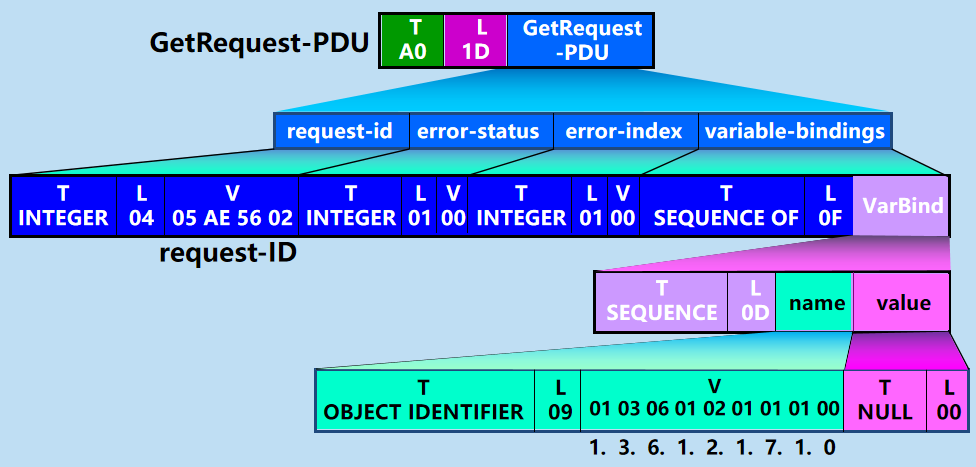 GetRequest-PDU
T L GetRequest
A0 1D -PDU
request-id error-status error-index variable-bindings
T L V T L V T L V T L
INTEGER 04 05 AE 56 02 INTEGER 01 00 INTEGER 01 00 SEQUENCE OF 0F VarBind
request-ID
T L
SEQUENCE 0D name value
T L V T L
OBJECT IDENTIFIER 09 01 03 06 01 02 01 01 01 00 NULL 00
1. 3. 6. 1. 2. 1. 7. 1. 0